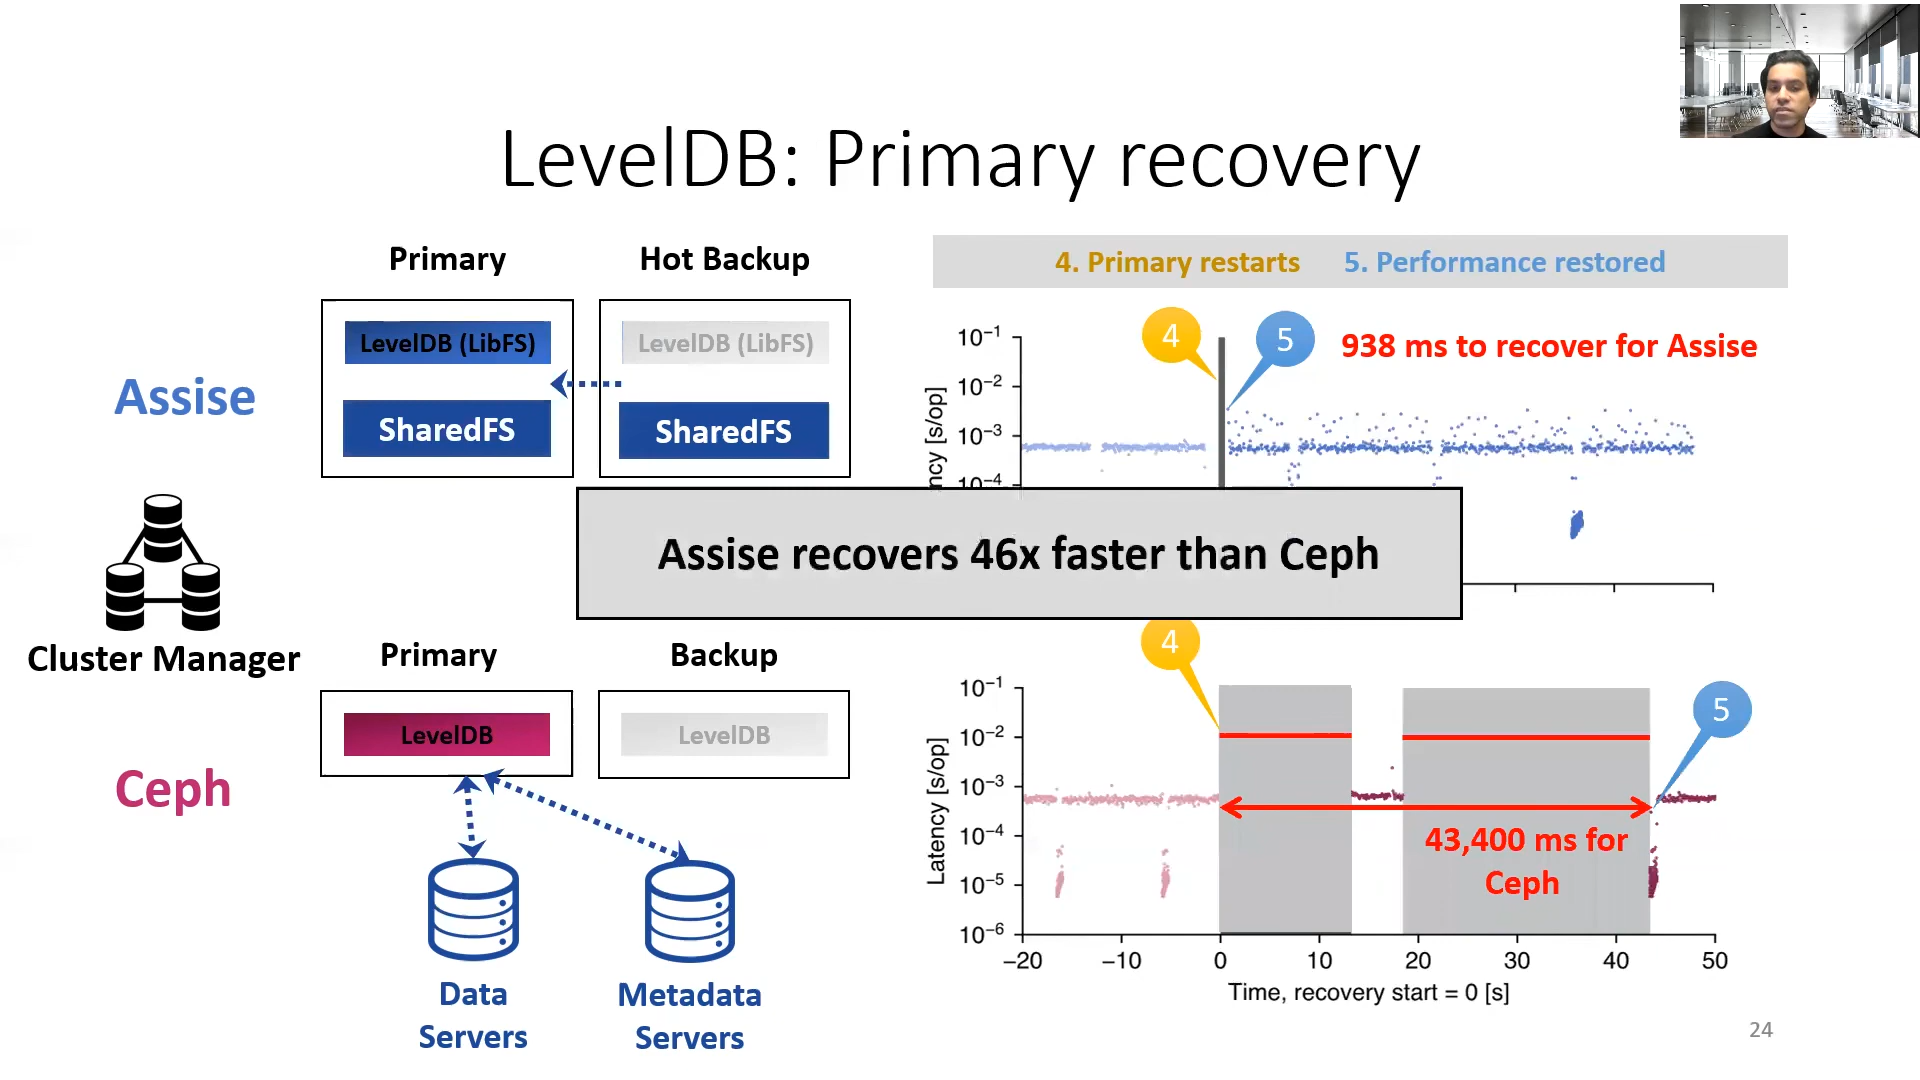 LevelDB: Primary recovery
Primary
Hot Backup
4. Primary restarts
5. Performance restored
LevelDB (LibFS)
LevelDB (LibFS)
SharedFS
SharedFS
Assise
4
5
938 ms to recover for Assise
10⁻¹
10⁻²
10⁻³
10⁻⁴
ncy [s/op]
Assise recovers 46x faster than Ceph
Cluster Manager
Primary
Backup
LevelDB
LevelDB
Ceph
Data
Servers
Metadata
Servers
4
5
10⁻¹
10⁻²
10⁻³
10⁻⁴
10⁻⁵
10⁻⁶
Latency [s/op]
43,400 ms for
Ceph
−20 −10 0 10 20 30 40 50
Time, recovery start = 0 [s]
24